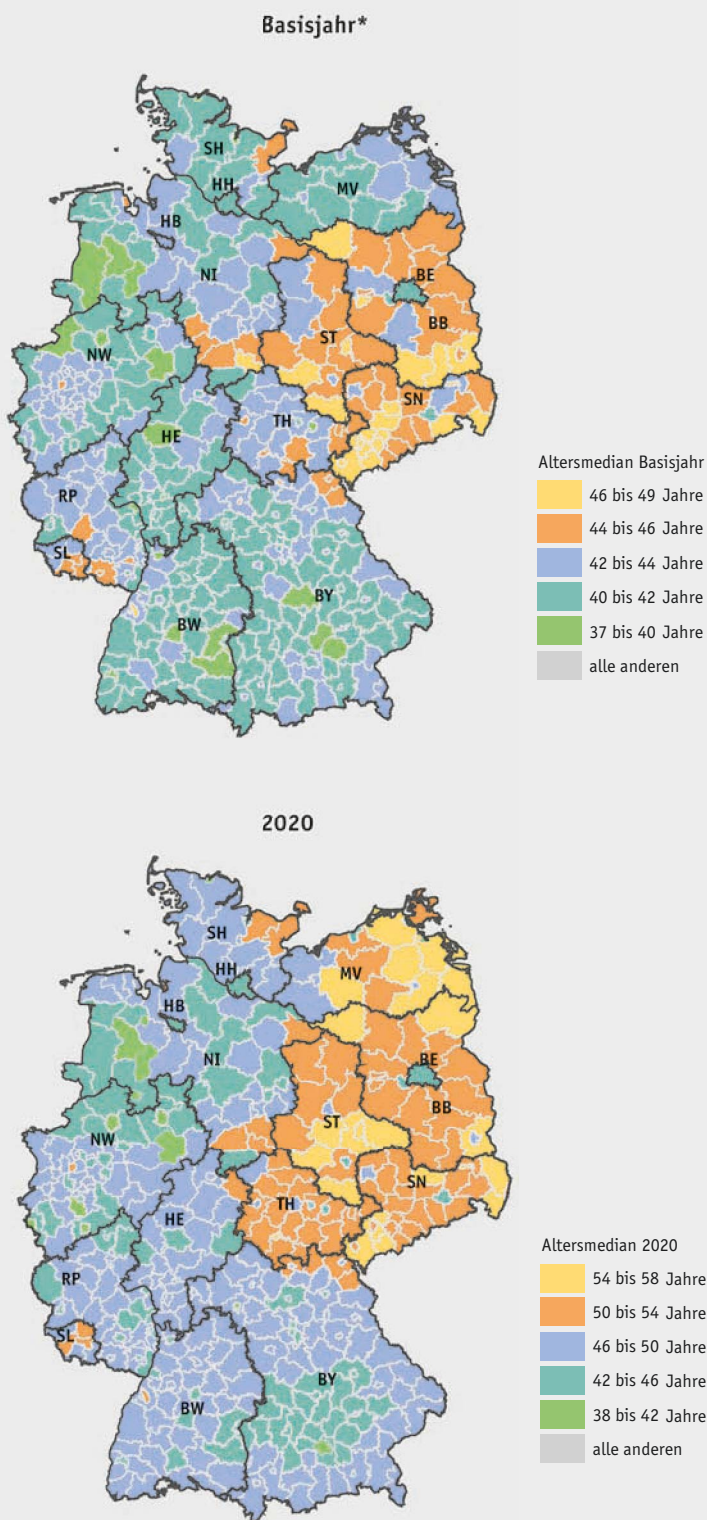 Basisjahr*
SH
HH
MV
HB
NI
BE
BB
ST
NW
SN
TH
HE
RP
SL
BY
BW
Altersmedian Basisjahr
46 bis 49 Jahre
44 bis 46 Jahre
42 bis 44 Jahre
40 bis 42 Jahre
37 bis 40 Jahre
alle anderen
2020
SH
HH
MV
HB
NI
BE
BB
ST
NW
SN
TH
HE
RP
SL
BY
BW
Altersmedian 2020
54 bis 58 Jahre
50 bis 54 Jahre
46 bis 50 Jahre
42 bis 46 Jahre
38 bis 42 Jahre
alle anderen